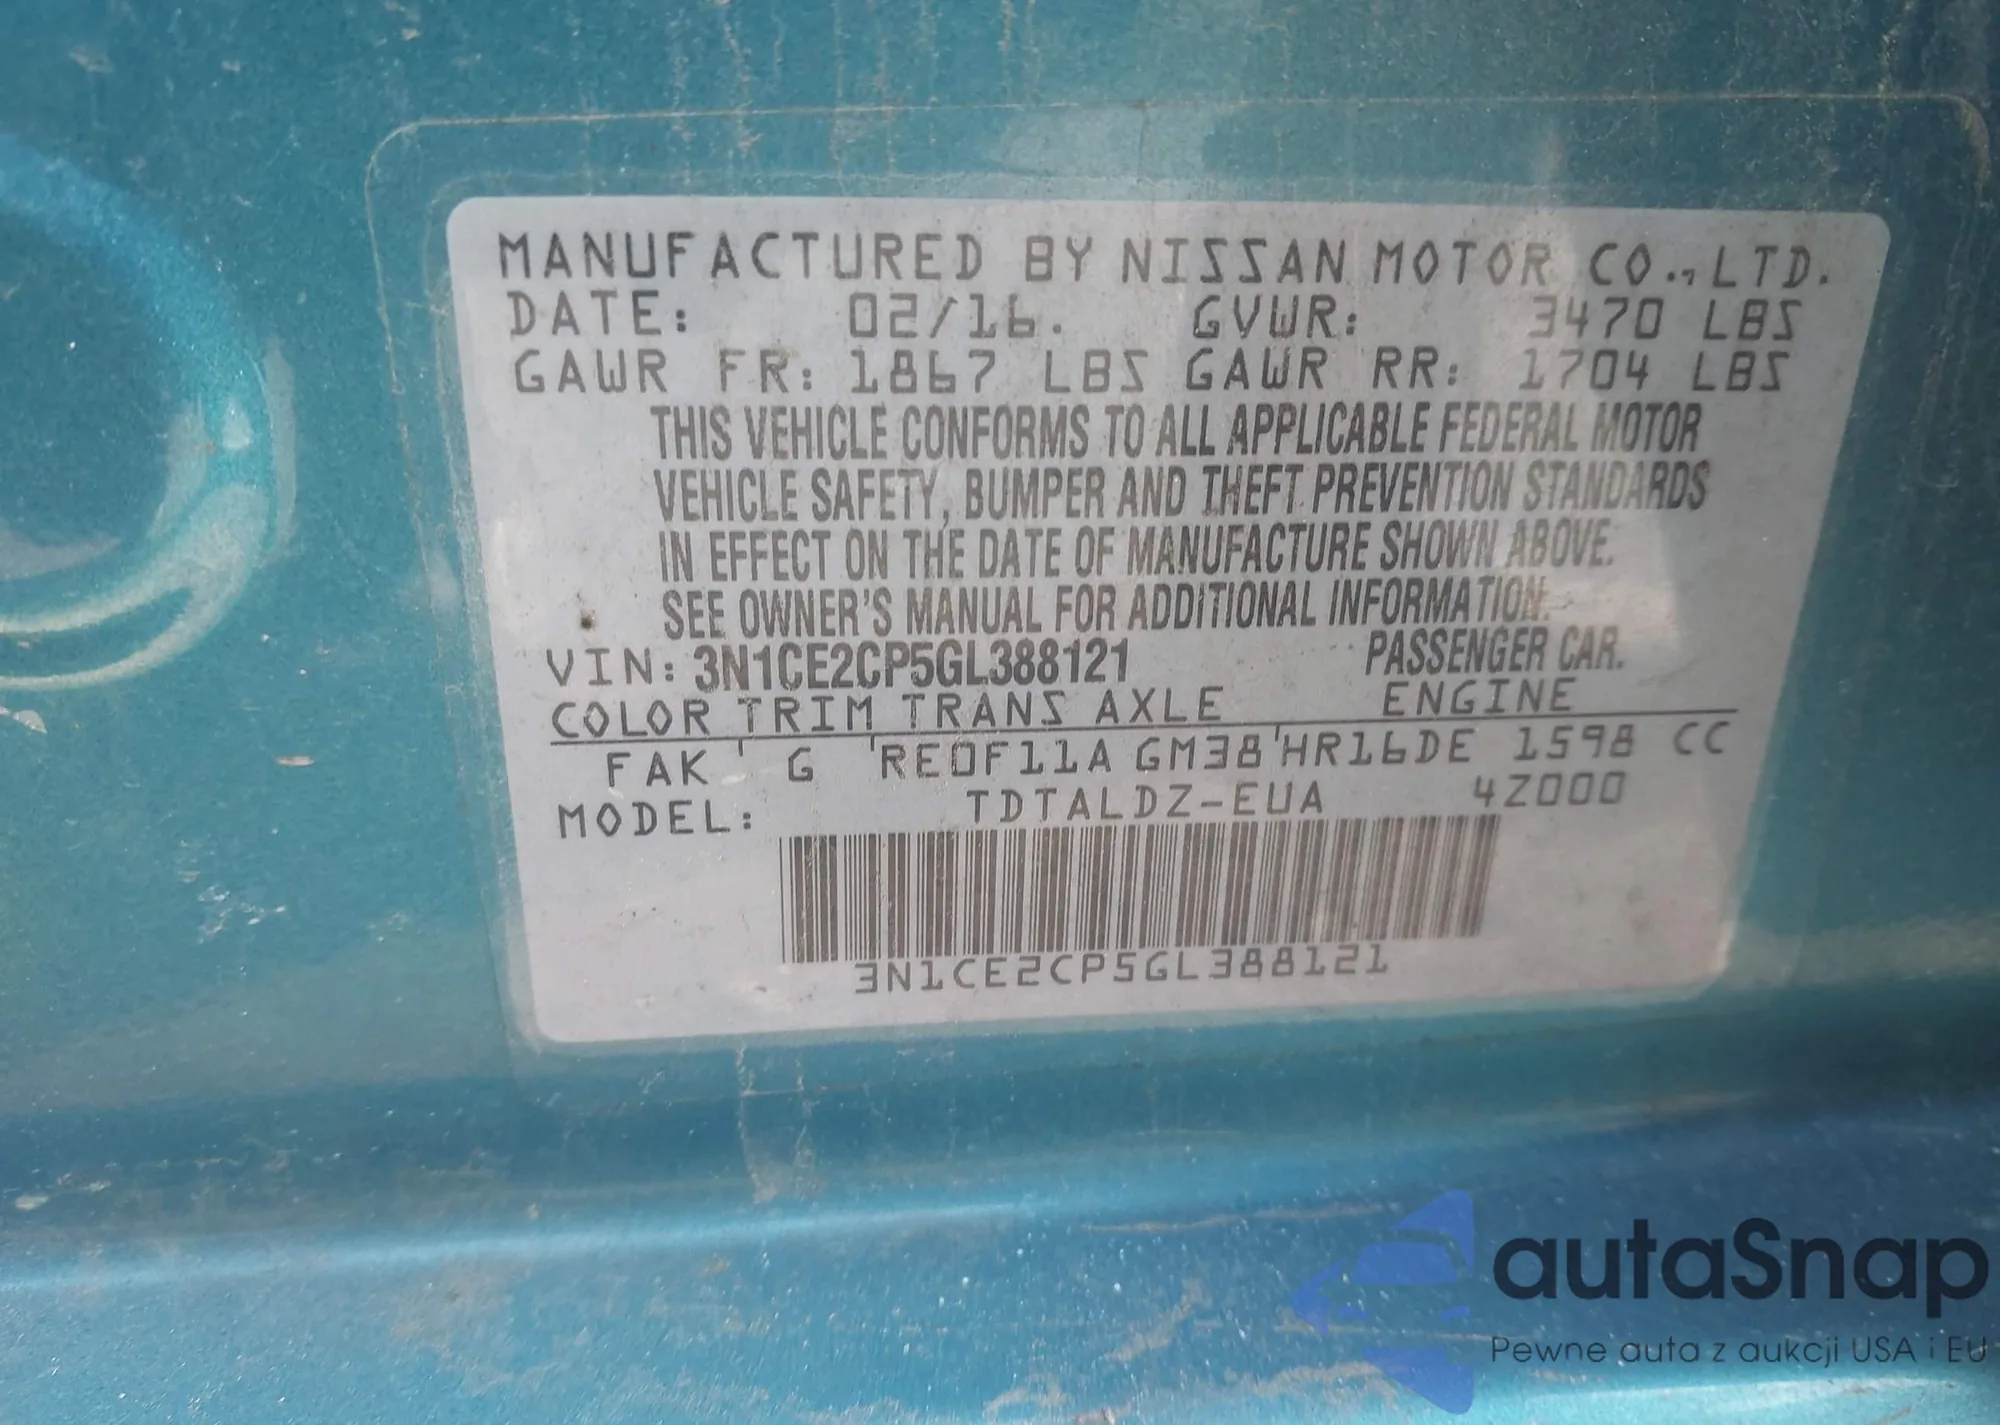 MANUFACTURED BY NISSAN MOTOR CO., LTD.
DATE: 02/16. GVWR: 3470 LBS
GAWR FR: 1867 LBS GAWR RR: 1704 LBS
THIS VEHICLE CONFORMS TO ALL APPLICABLE FEDERAL MOTOR
VEHICLE SAFETY, BUMPER AND THEFT PREVENTION STANDARDS
IN EFFECT ON THE DATE OF MANUFACTURE SHOWN ABOVE.
SEE OWNER'S MANUAL FOR ADDITIONAL INFORMATION.
VIN: 3N1CE2CP5GL388121 PASSENGER CAR.
COLOR TRIM TRANS AXLE ENGINE
FAK ' G ' RE0F11A GM38 ' HR16DE 1598 CC
MODEL: TDTALDZ-EUA 4Z000
3N1CE2CP5GL388121
autaSnap
Pewne auta z aukcji USA i EU